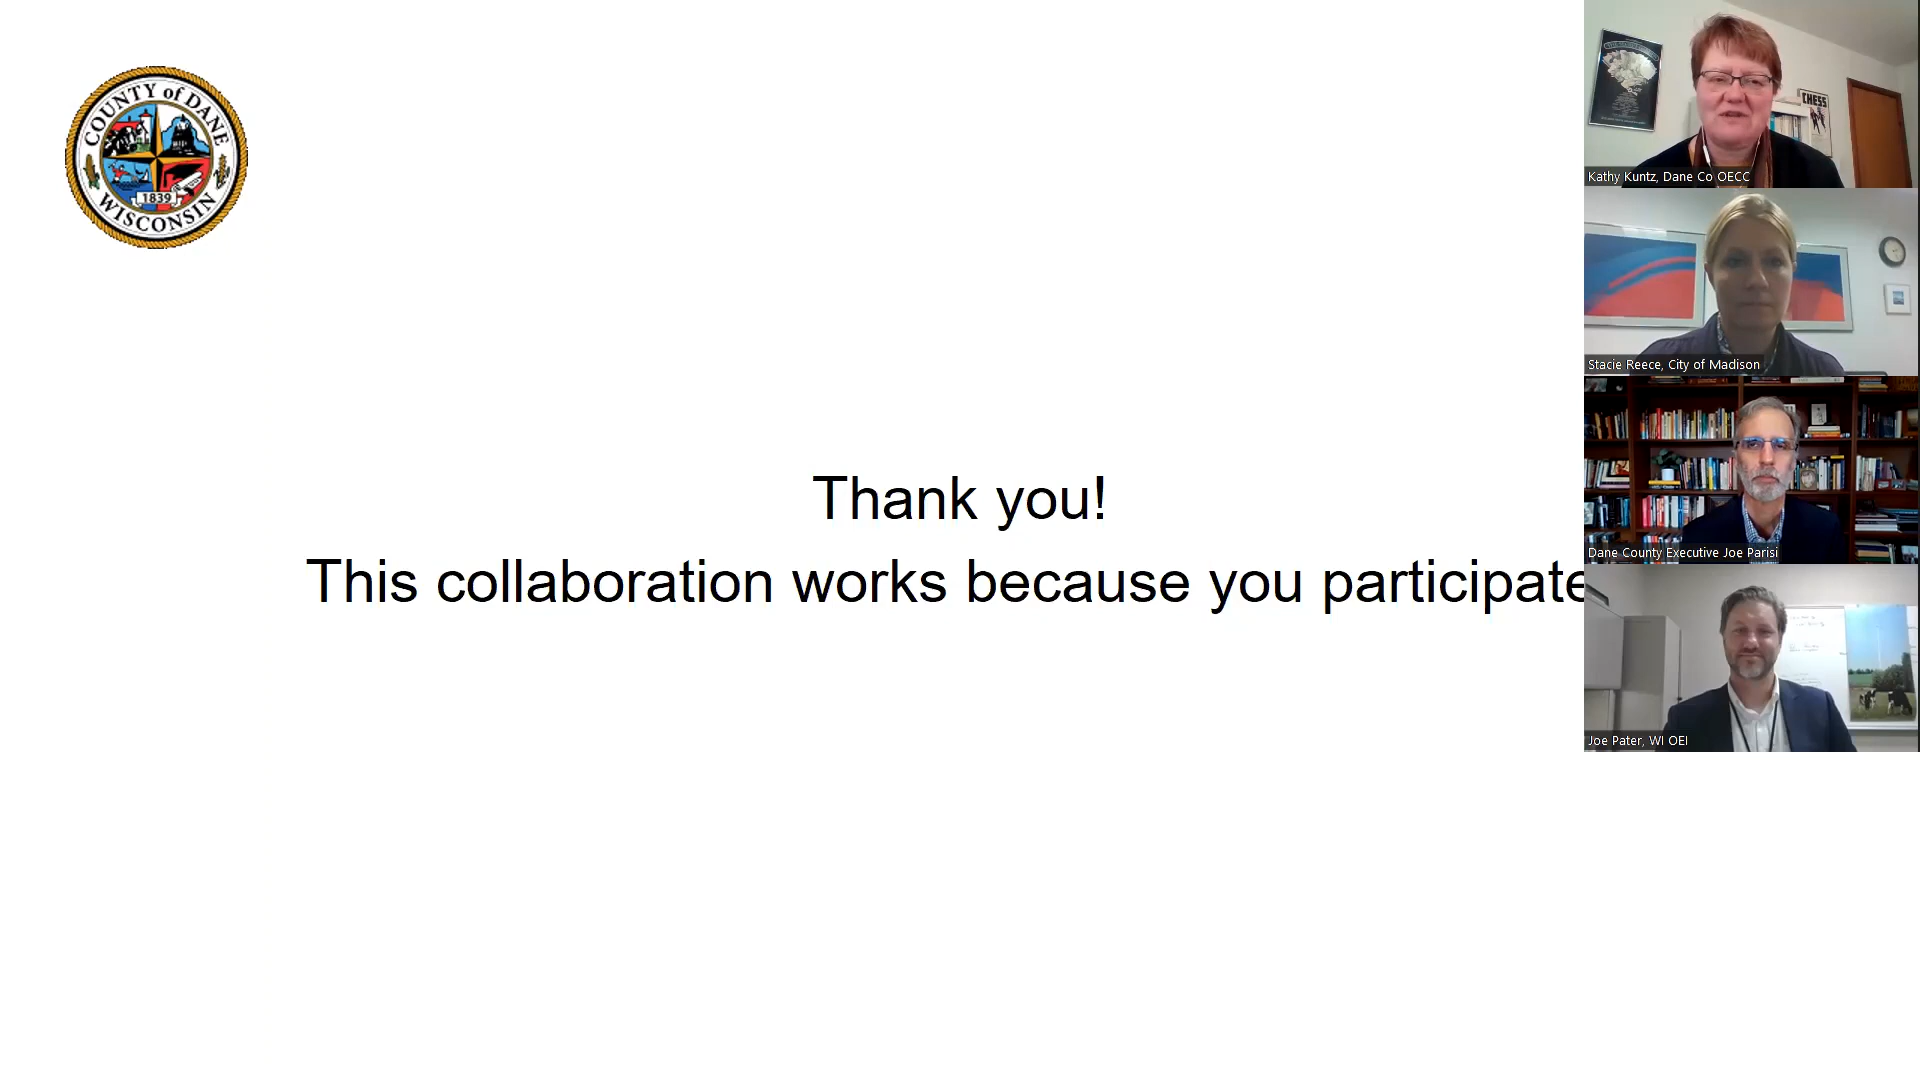 COUNTY of DANE
1839
WISCONSIN
Thank you!
This collaboration works because you participate
CHESS
Kathy Kuntz, Dane Co OECC
Stacie Reece, City of Madison
Dane County Executive Joe Parisi
Joe Pater, WI OEI